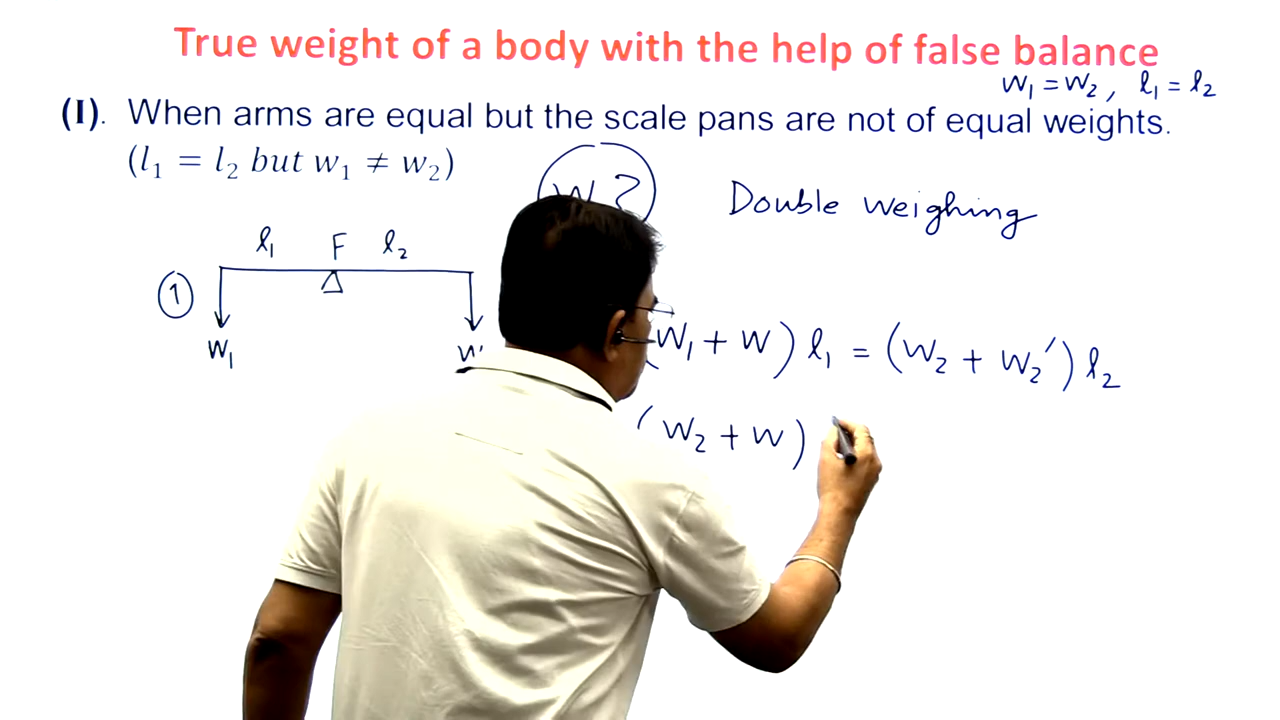 True weight of a body with the help of false balance
W₁ = W₂ , l₁ = l₂
(I). When arms are equal but the scale pans are not of equal weights.
(l₁ = l₂ but w₁ ≠ w₂)
W ?
Double weighing
l₁ F l₂
1
W₁
(W₁ + W) l₁ = (W₂ + W₂′) l₂
(W₂ + W)